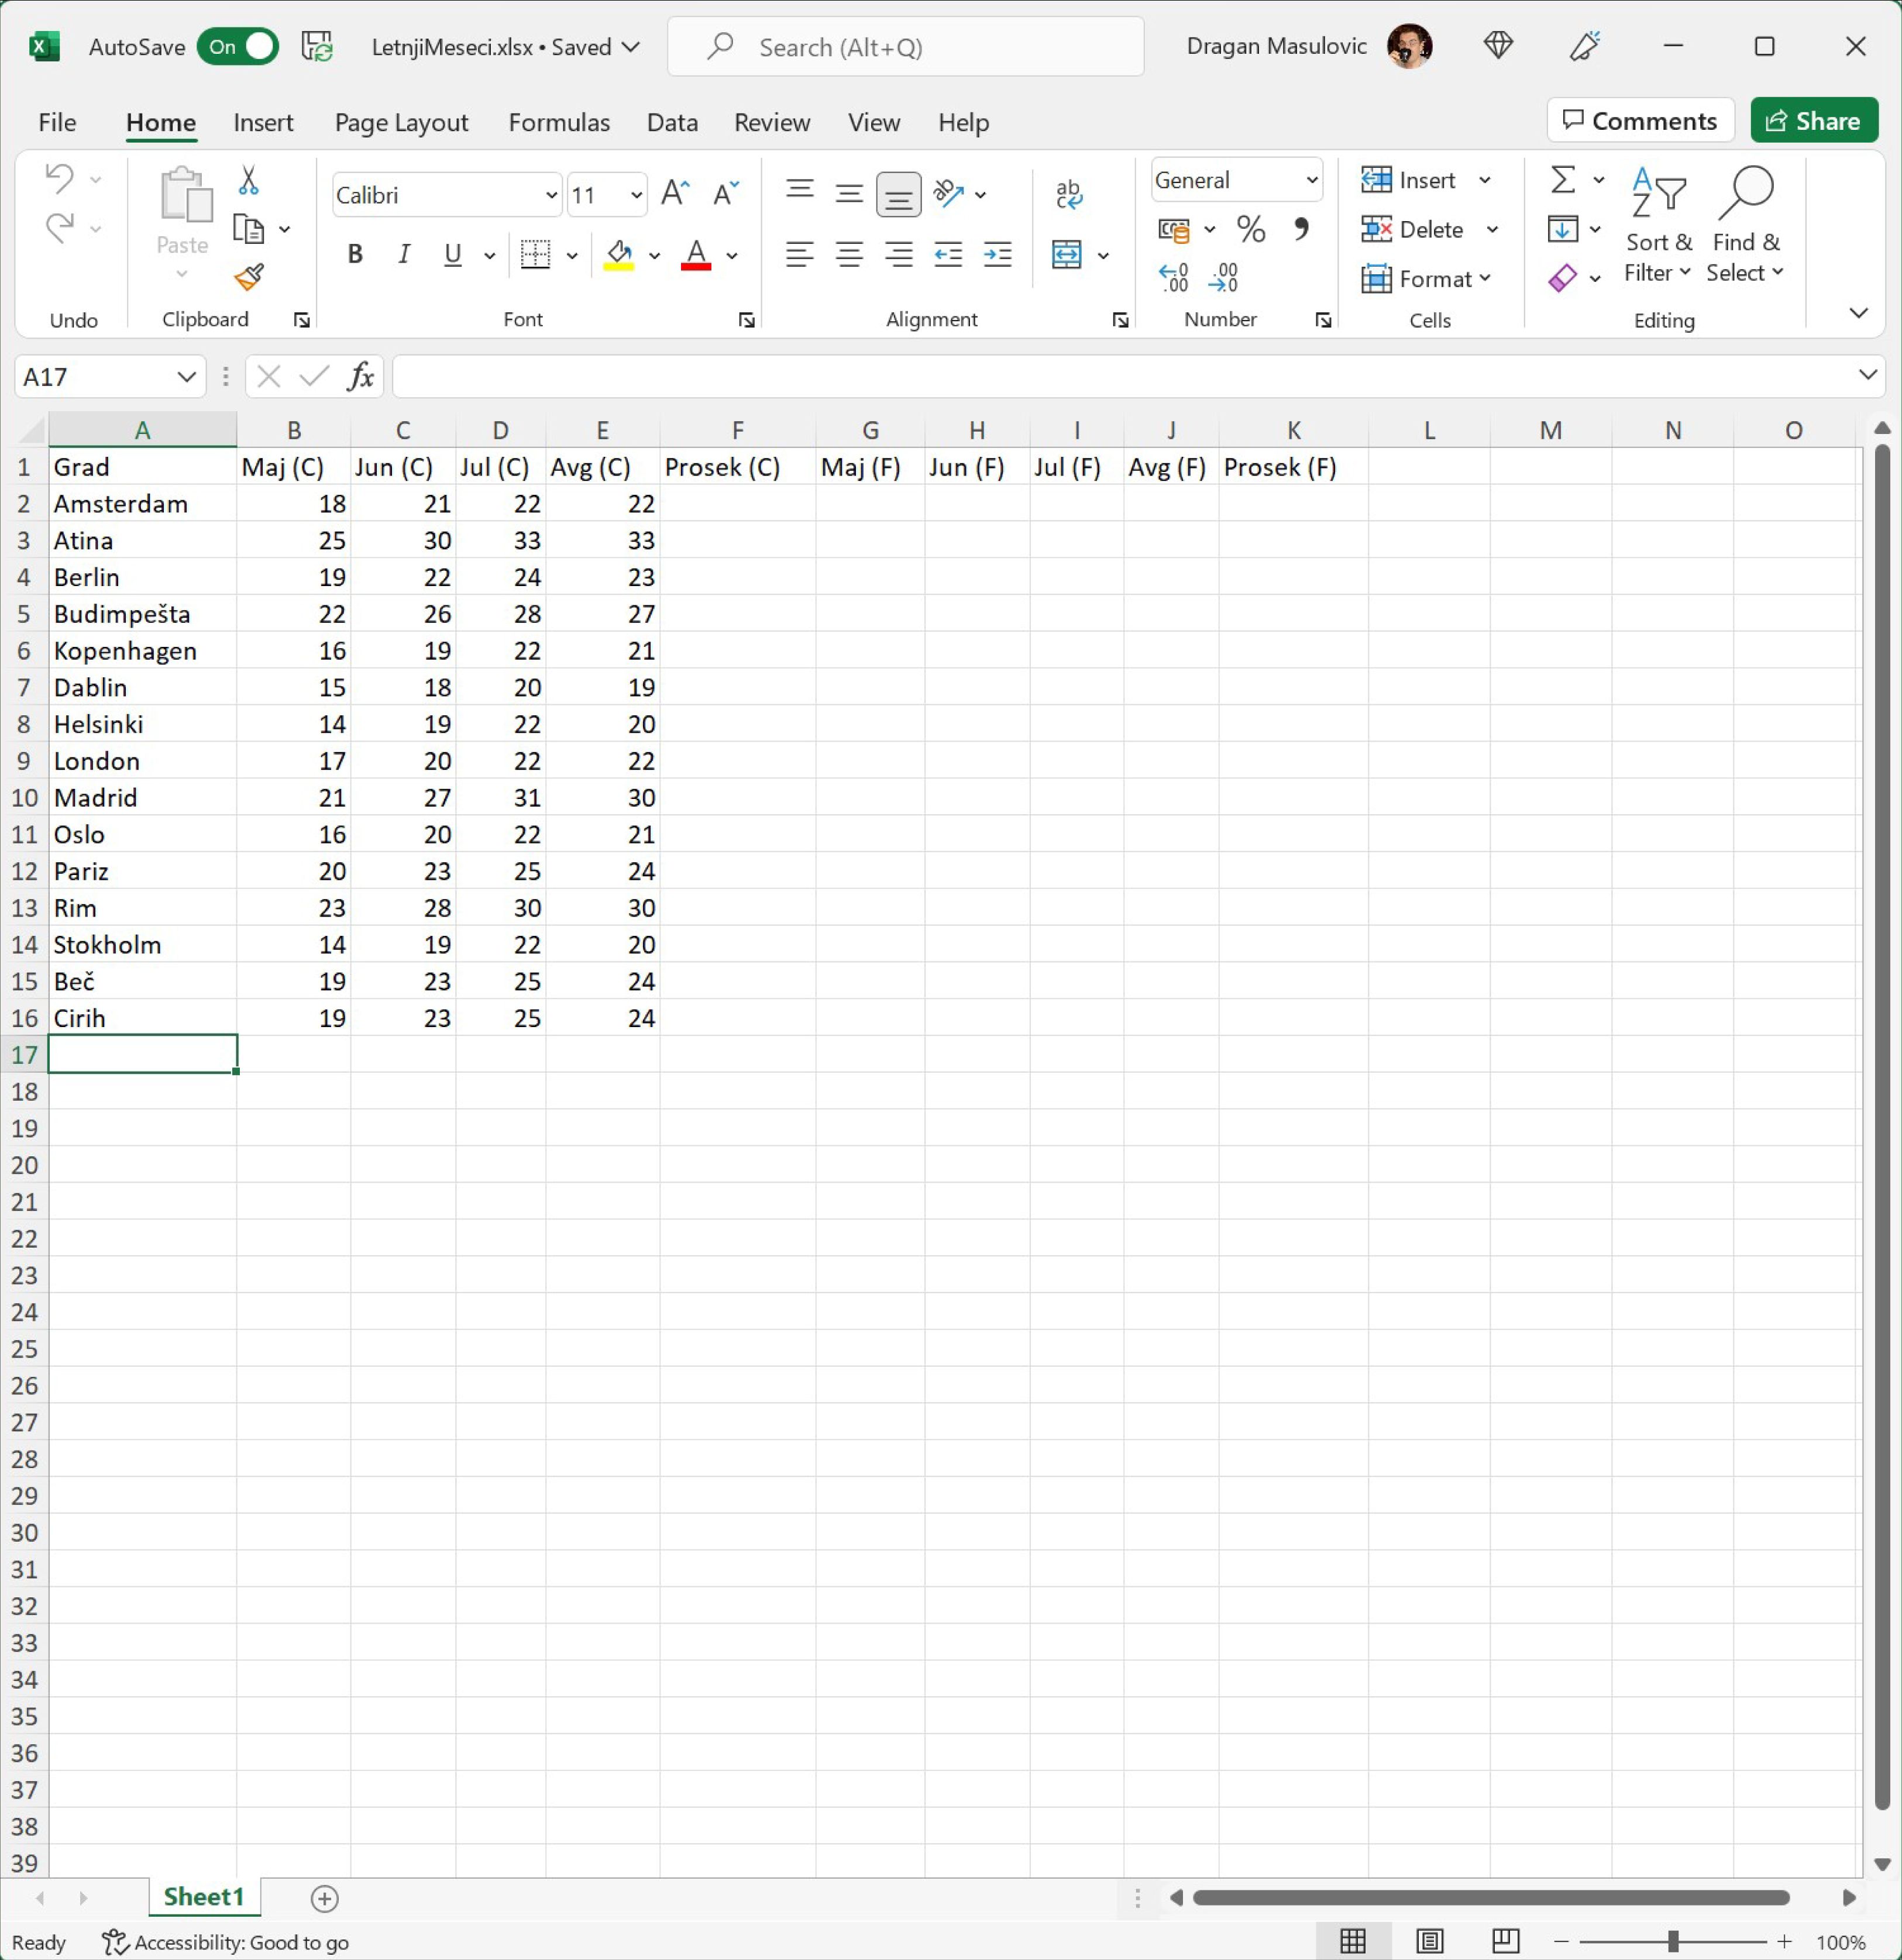 AutoSave On LetnjiMeseci.xlsx • Saved Search (Alt+Q) Dragan Masulovic
File Home Insert Page Layout Formulas Data Review View Help Comments Share
Paste Calibri 11 B I U General Insert Delete Format Sort & Filter Find & Select
Undo Clipboard Font Alignment Number Cells Editing
A17 fx
A B C D E F G H I J K L M N O
1 Grad Maj (C) Jun (C) Jul (C) Avg (C) Prosek (C) Maj (F) Jun (F) Jul (F) Avg (F) Prosek (F)
2 Amsterdam 18 21 22 22
3 Atina 25 30 33 33
4 Berlin 19 22 24 23
5 Budimpešta 22 26 28 27
6 Kopenhagen 16 19 22 21
7 Dablin 15 18 20 19
8 Helsinki 14 19 22 20
9 London 17 20 22 22
10 Madrid 21 27 31 30
11 Oslo 16 20 22 21
12 Pariz 20 23 25 24
13 Rim 23 28 30 30
14 Stokholm 14 19 22 20
15 Beč 19 23 25 24
16 Cirih 19 23 25 24
17
18
19
20
21
22
23
24
25
26
27
28
29
30
31
32
33
34
35
36
37
38
39
Sheet1
Ready Accessibility: Good to go 100%